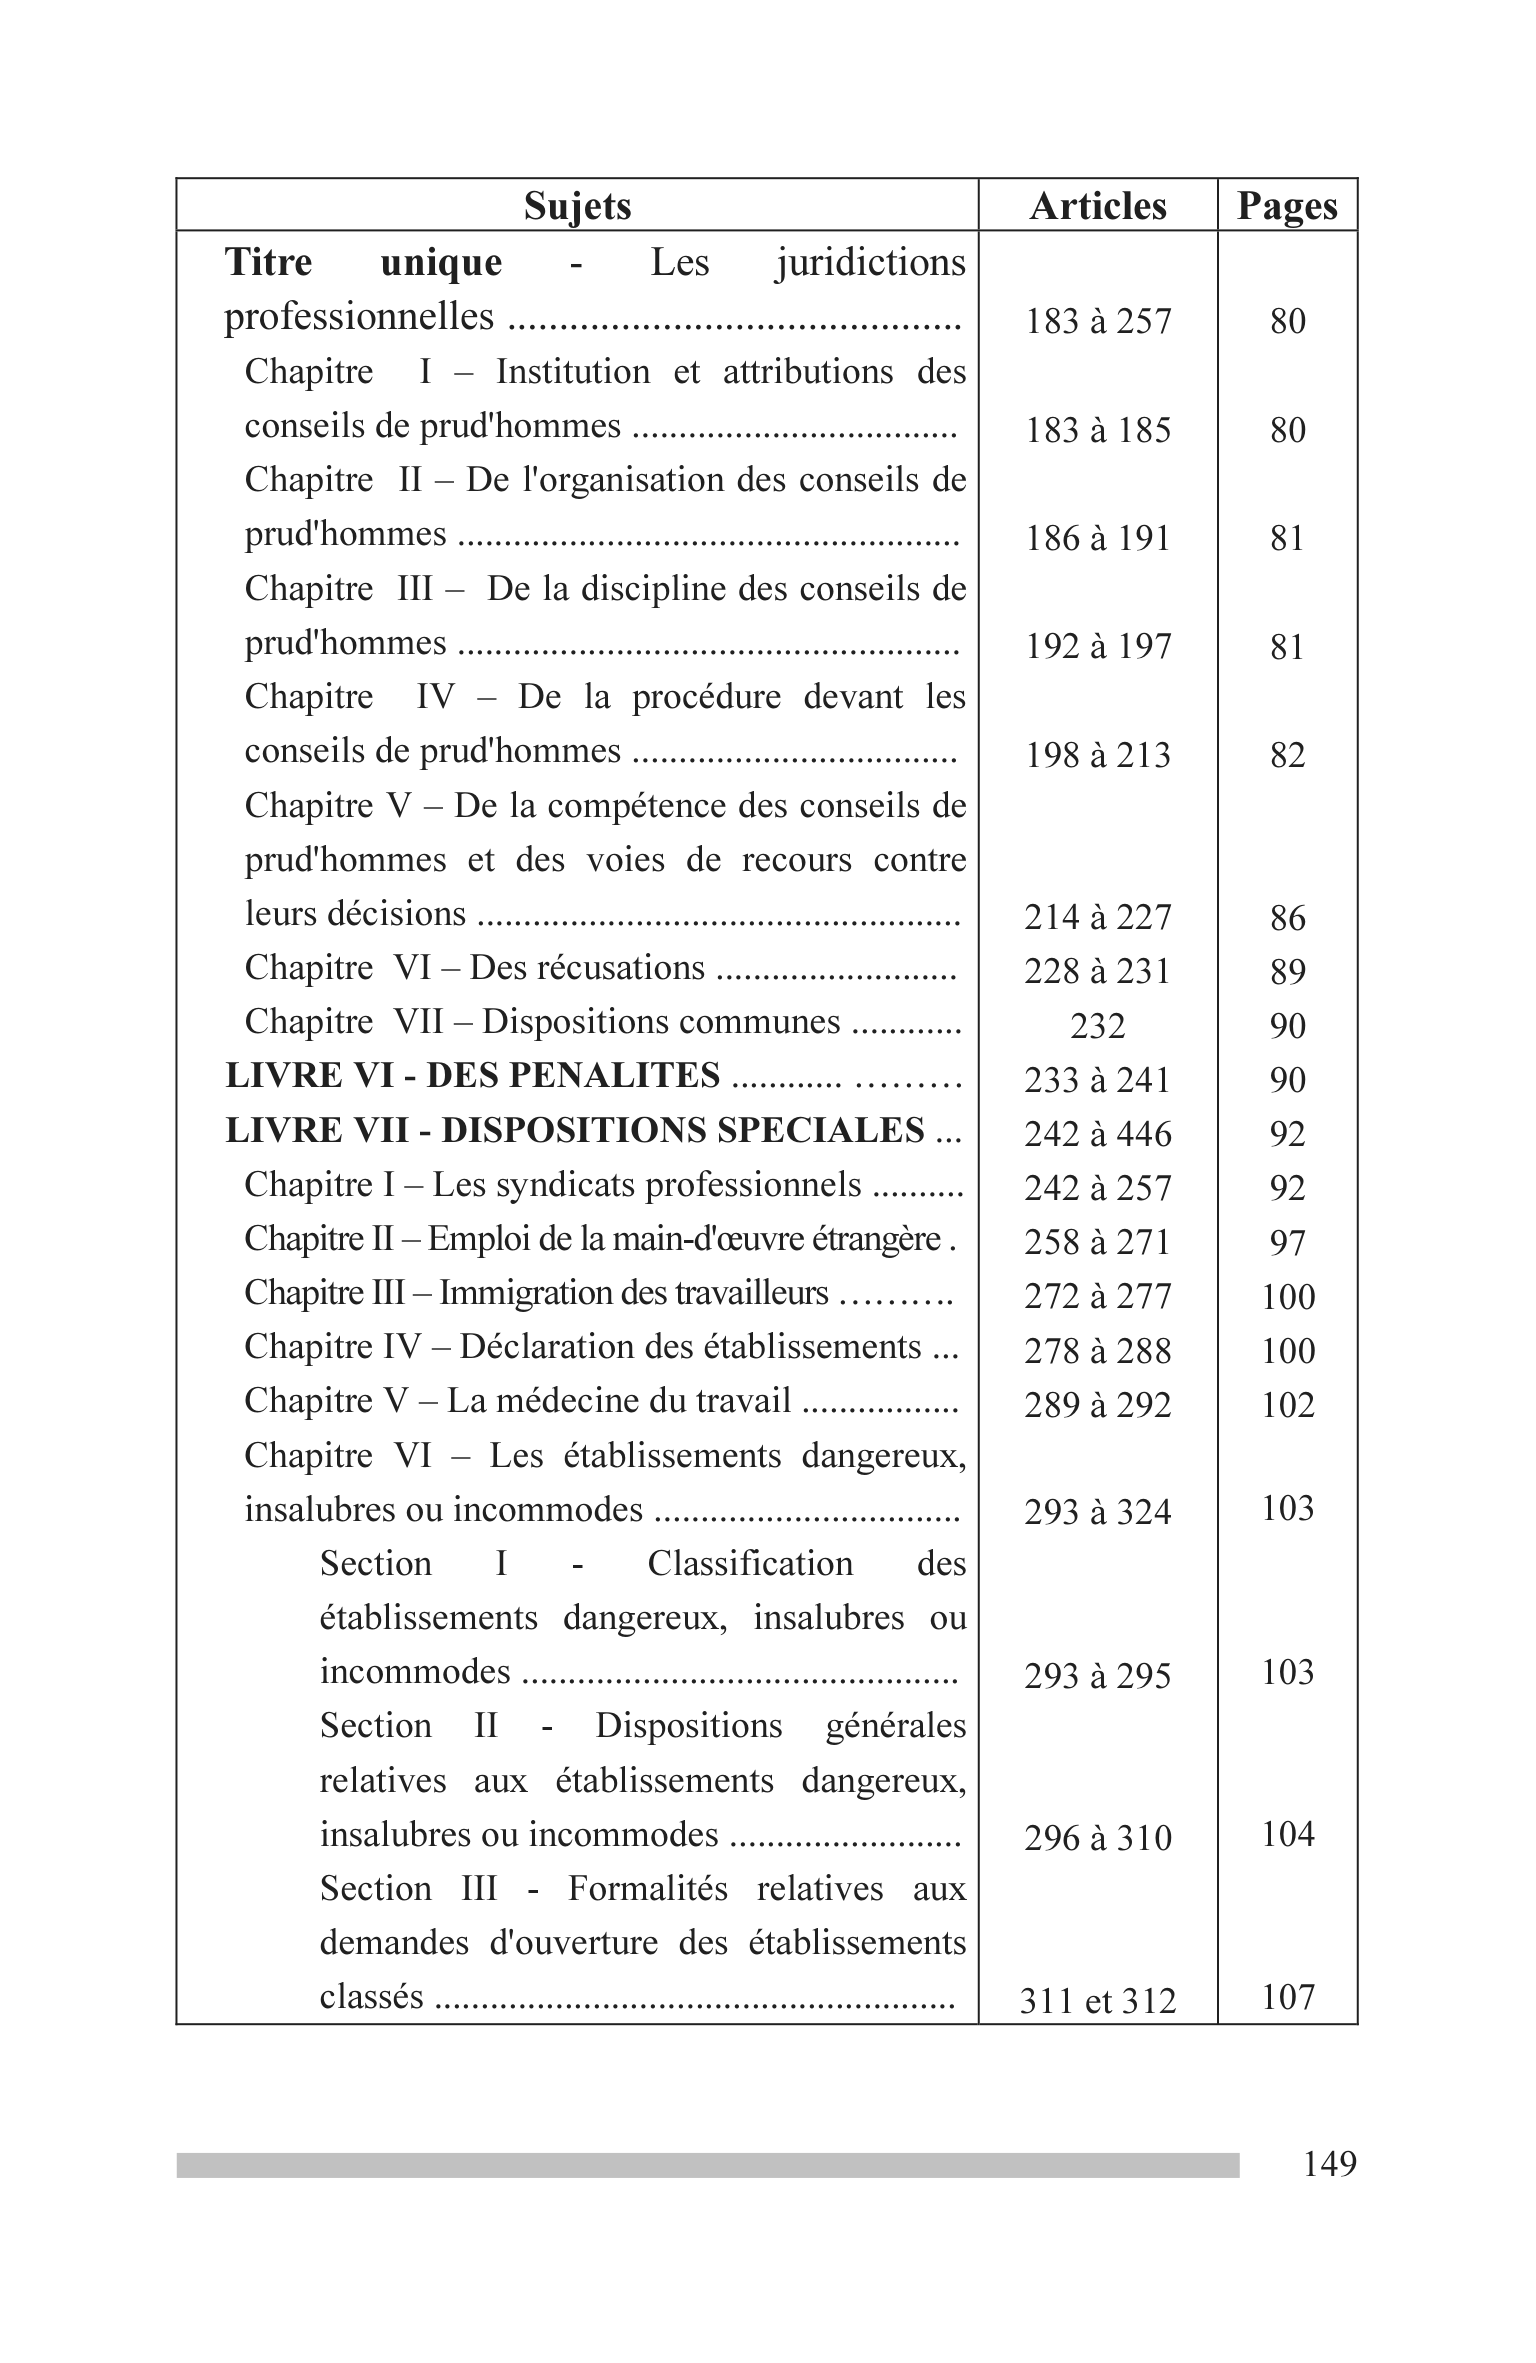 Sujets Articles Pages
Titre unique - Les juridictions
professionnelles ............................................ 183 à 257 80
Chapitre I – Institution et attributions des
conseils de prud'hommes ................................... 183 à 185 80
Chapitre II – De l'organisation des conseils de
prud'hommes ...................................................... 186 à 191 81
Chapitre III – De la discipline des conseils de
prud'hommes ...................................................... 192 à 197 81
Chapitre IV – De la procédure devant les
conseils de prud'hommes ................................... 198 à 213 82
Chapitre V – De la compétence des conseils de
prud'hommes et des voies de recours contre
leurs décisions .................................................... 214 à 227 86
Chapitre VI – Des récusations .......................... 228 à 231 89
Chapitre VII – Dispositions communes ............ 232 90
LIVRE VI - DES PENALITES ............ ……… 233 à 241 90
LIVRE VII - DISPOSITIONS SPECIALES ... 242 à 446 92
Chapitre I – Les syndicats professionnels .......... 242 à 257 92
Chapitre II – Emploi de la main-d'œuvre étrangère . 258 à 271 97
Chapitre III – Immigration des travailleurs ………. 272 à 277 100
Chapitre IV – Déclaration des établissements ... 278 à 288 100
Chapitre V – La médecine du travail ................. 289 à 292 102
Chapitre VI – Les établissements dangereux,
insalubres ou incommodes ................................. 293 à 324 103
Section I - Classification des
établissements dangereux, insalubres ou
incommodes ............................................... 293 à 295 103
Section II - Dispositions générales
relatives aux établissements dangereux,
insalubres ou incommodes ......................... 296 à 310 104
Section III - Formalités relatives aux
demandes d'ouverture des établissements
classés ........................................................ 311 et 312 107
149